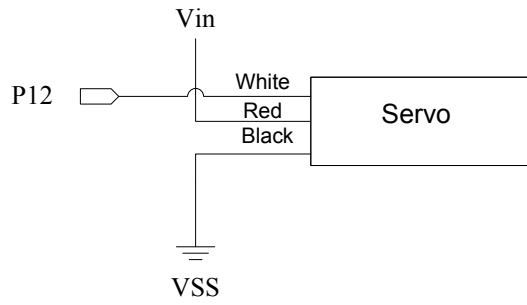 Vin
White
P12
Red
Servo
Black
VSS